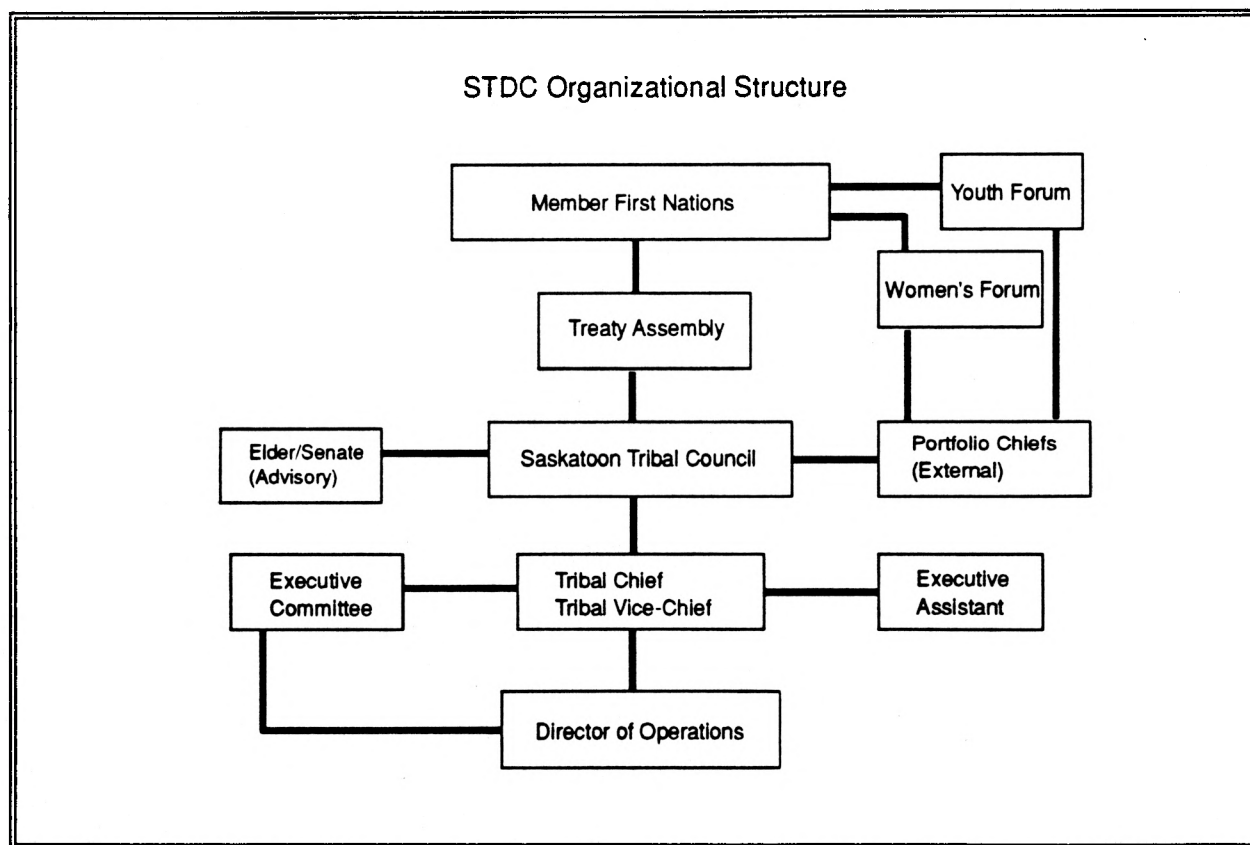 STDC Organizational Structure
Member First Nations
Youth Forum
Women's Forum
Treaty Assembly
Elder/Senate
(Advisory)
Saskatoon Tribal Council
Portfolio Chiefs
(External)
Executive
Committee
Tribal Chief
Tribal Vice-Chief
Executive
Assistant
Director of Operations